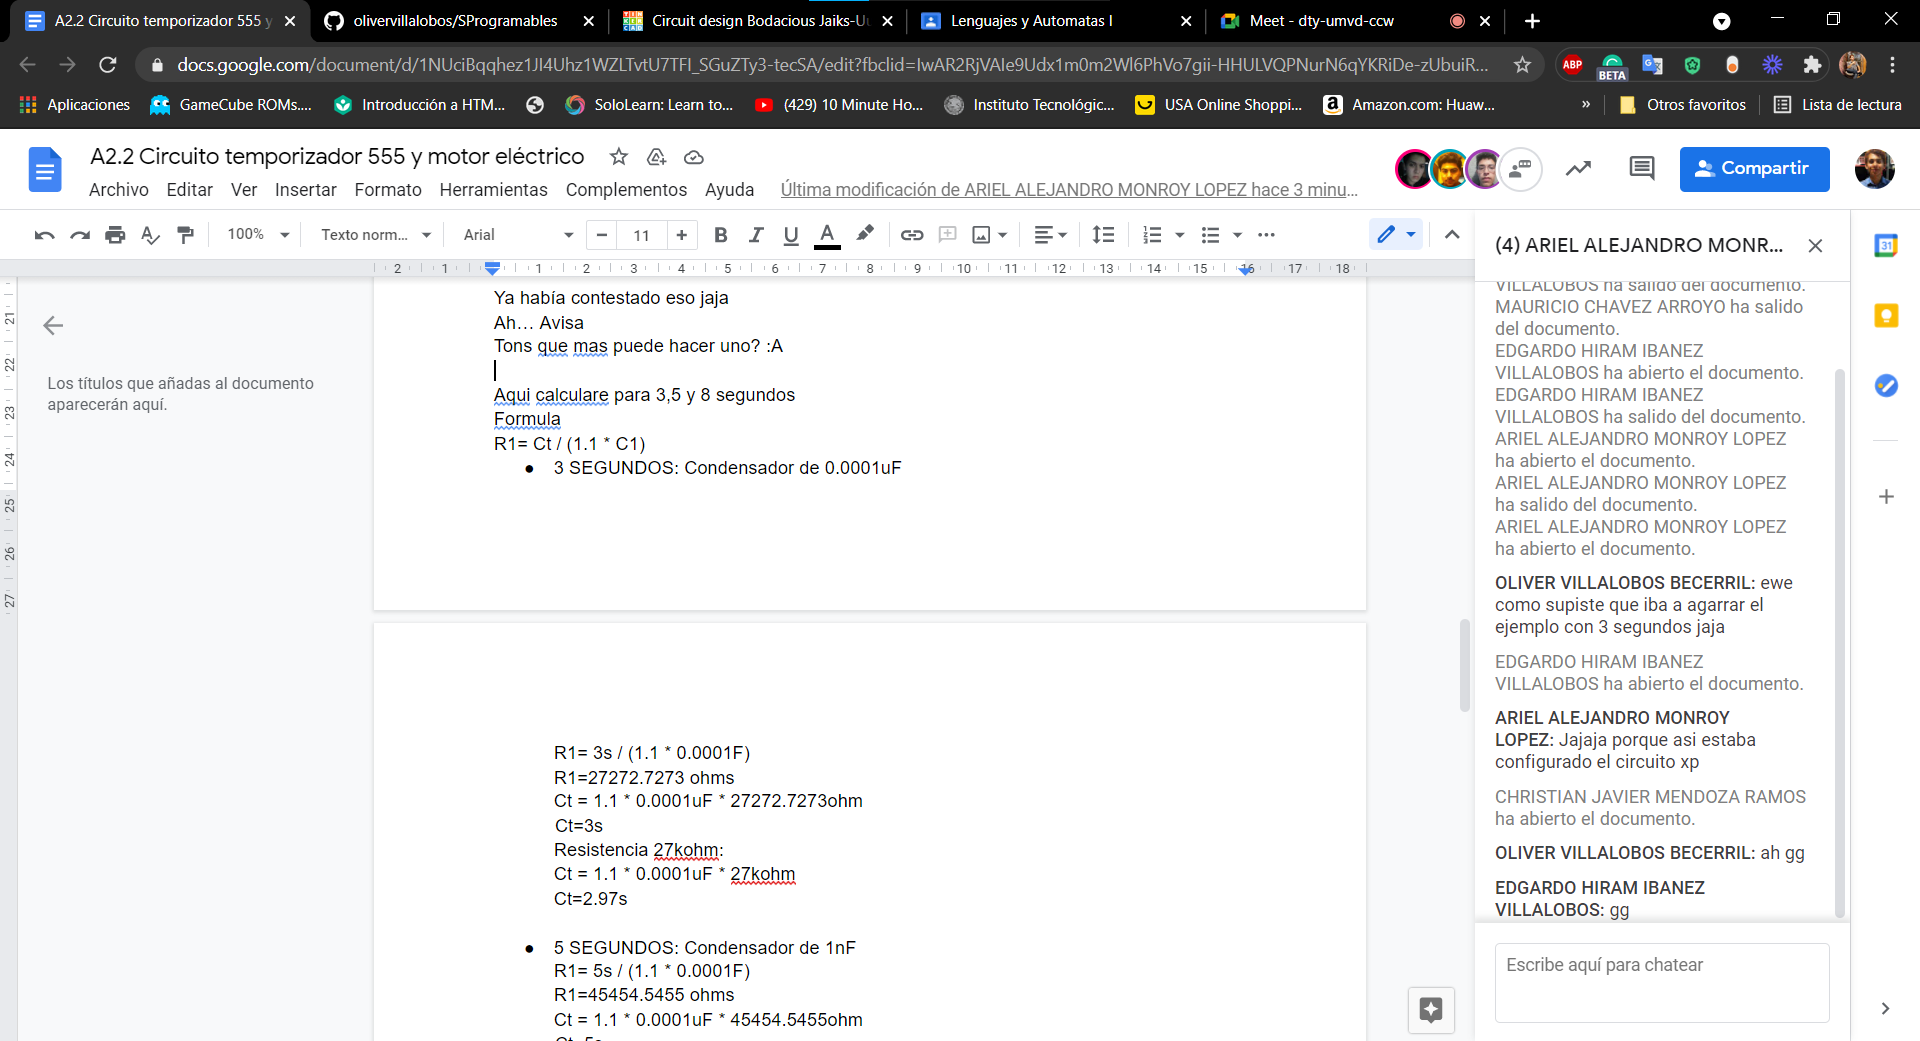 A2.2 Circuito temporizador 555 y
olivervillalobos/SProgramables
Circuit design Bodacious Jaiks-Uu
Lenguajes y Automatas I
Meet - dty-umvd-ccw
docs.google.com/document/d/1NUciBqqhez1JI4Uhz1WZLTvtU7TFI_SGuZTy3-tecSA/edit?fbclid=IwAR2RjVAIe9Udx1m0m2Wl6PhVo7gii-HHULVQPNurN6qYKRiDe-zUbuiR...
ABP
BETA
Aplicaciones
GameCube ROMs....
Introducción a HTM...
SoloLearn: Learn to...
(429) 10 Minute Ho...
Instituto Tecnológic...
USA Online Shoppi...
Amazon.com: Huaw...
»
Otros favoritos
Lista de lectura
A2.2 Circuito temporizador 555 y motor eléctrico
Archivo Editar Ver Insertar Formato Herramientas Complementos Ayuda
Última modificación de ARIEL ALEJANDRO MONROY LOPEZ hace 3 minu...
Compartir
100%
Texto norm...
Arial
− 11 +
B I U A
2 1 1 2 3 4 5 6 7 8 9 10 11 12 13 14 15 16 17 18
21
22
23
24
25
26
27
Los títulos que añadas al documento
aparecerán aquí.
Ya había contestado eso jaja
Ah... Avisa
Tons que mas puede hacer uno? :A
Aqui calculare para 3,5 y 8 segundos
Formula
R1= Ct / (1.1 * C1)
● 3 SEGUNDOS: Condensador de 0.0001uF
R1= 3s / (1.1 * 0.0001F)
R1=27272.7273 ohms
Ct = 1.1 * 0.0001uF * 27272.7273ohm
Ct=3s
Resistencia 27kohm:
Ct = 1.1 * 0.0001uF * 27kohm
Ct=2.97s
● 5 SEGUNDOS: Condensador de 1nF
R1= 5s / (1.1 * 0.0001F)
R1=45454.5455 ohms
Ct = 1.1 * 0.0001uF * 45454.5455ohm
Ct=5s
(4) ARIEL ALEJANDRO MONR...
VILLALOBOS ha salido del documento.
MAURICIO CHAVEZ ARROYO ha salido
del documento.
EDGARDO HIRAM IBANEZ
VILLALOBOS ha abierto el documento.
EDGARDO HIRAM IBANEZ
VILLALOBOS ha salido del documento.
ARIEL ALEJANDRO MONROY LOPEZ
ha abierto el documento.
ARIEL ALEJANDRO MONROY LOPEZ
ha salido del documento.
ARIEL ALEJANDRO MONROY LOPEZ
ha abierto el documento.
OLIVER VILLALOBOS BECERRIL: ewe
como supiste que iba a agarrar el
ejemplo con 3 segundos jaja
EDGARDO HIRAM IBANEZ
VILLALOBOS ha abierto el documento.
ARIEL ALEJANDRO MONROY
LOPEZ: Jajaja porque asi estaba
configurado el circuito xp
CHRISTIAN JAVIER MENDOZA RAMOS
ha abierto el documento.
OLIVER VILLALOBOS BECERRIL: ah gg
EDGARDO HIRAM IBANEZ
VILLALOBOS: gg
Escribe aquí para chatear
31